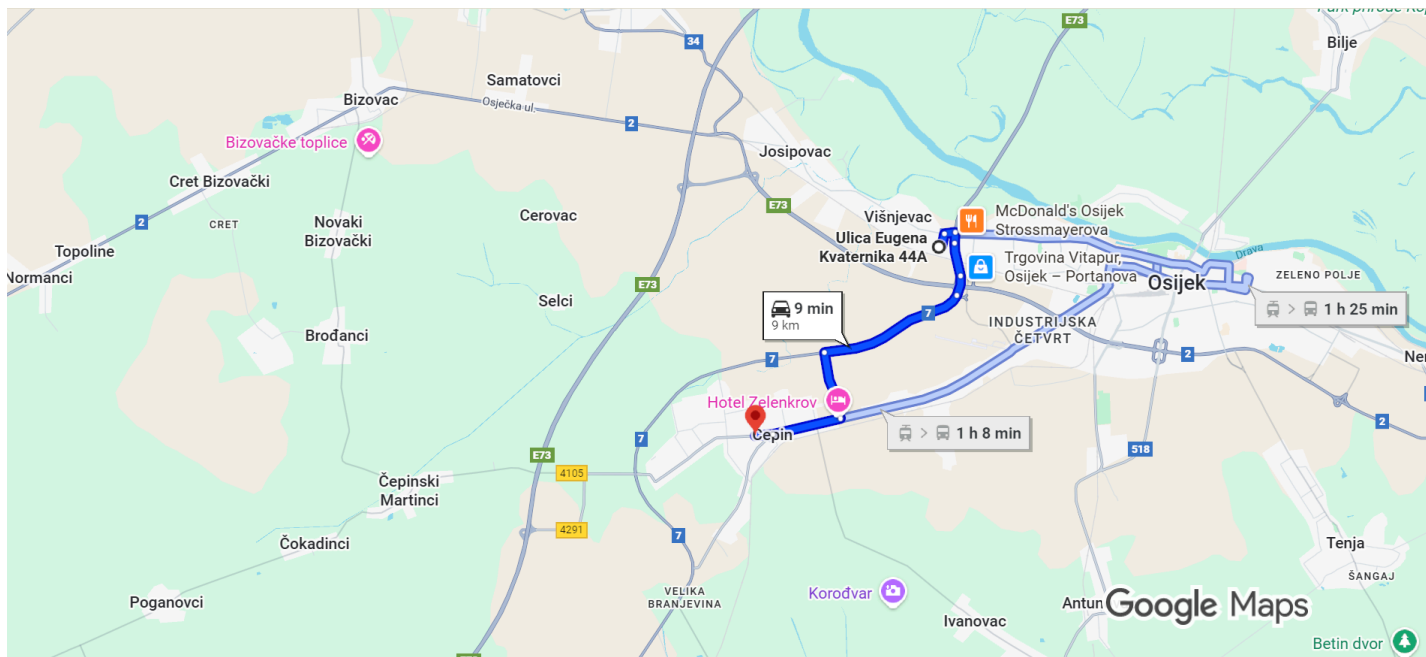 Park prirode Kop
E73
Bilje
34
Samatovci
Bizovac
Osječka ul.
2
Bizovačke toplice
Josipovac
Cret Bizovački
E73
CRET
Novaki
Bizovački
Cerovac
Višnjevac
McDonald's Osijek
Strossmayerova
2
Topoline
Ulica Eugena
Kvaternika 44A
Drava
Trgovina Vitapur,
Osijek – Portanova
ZELENO POLJE
Normanci
Osijek
E73
Selci
9 min
9 km
1 h 25 min
7
INDUSTRIJSKA
ČETVRT
Brođanci
7
2
Ner
Hotel Zelenkrov
2
Čepin
1 h 8 min
7
518
E73
4105
Čepinski
Martinci
4291
7
Čokadinci
Tenja
ŠANGAJ
VELIKA
BRANJEVINA
Korođvar
Poganovci
Antun
Google Maps
Ivanovac
Betin dvor